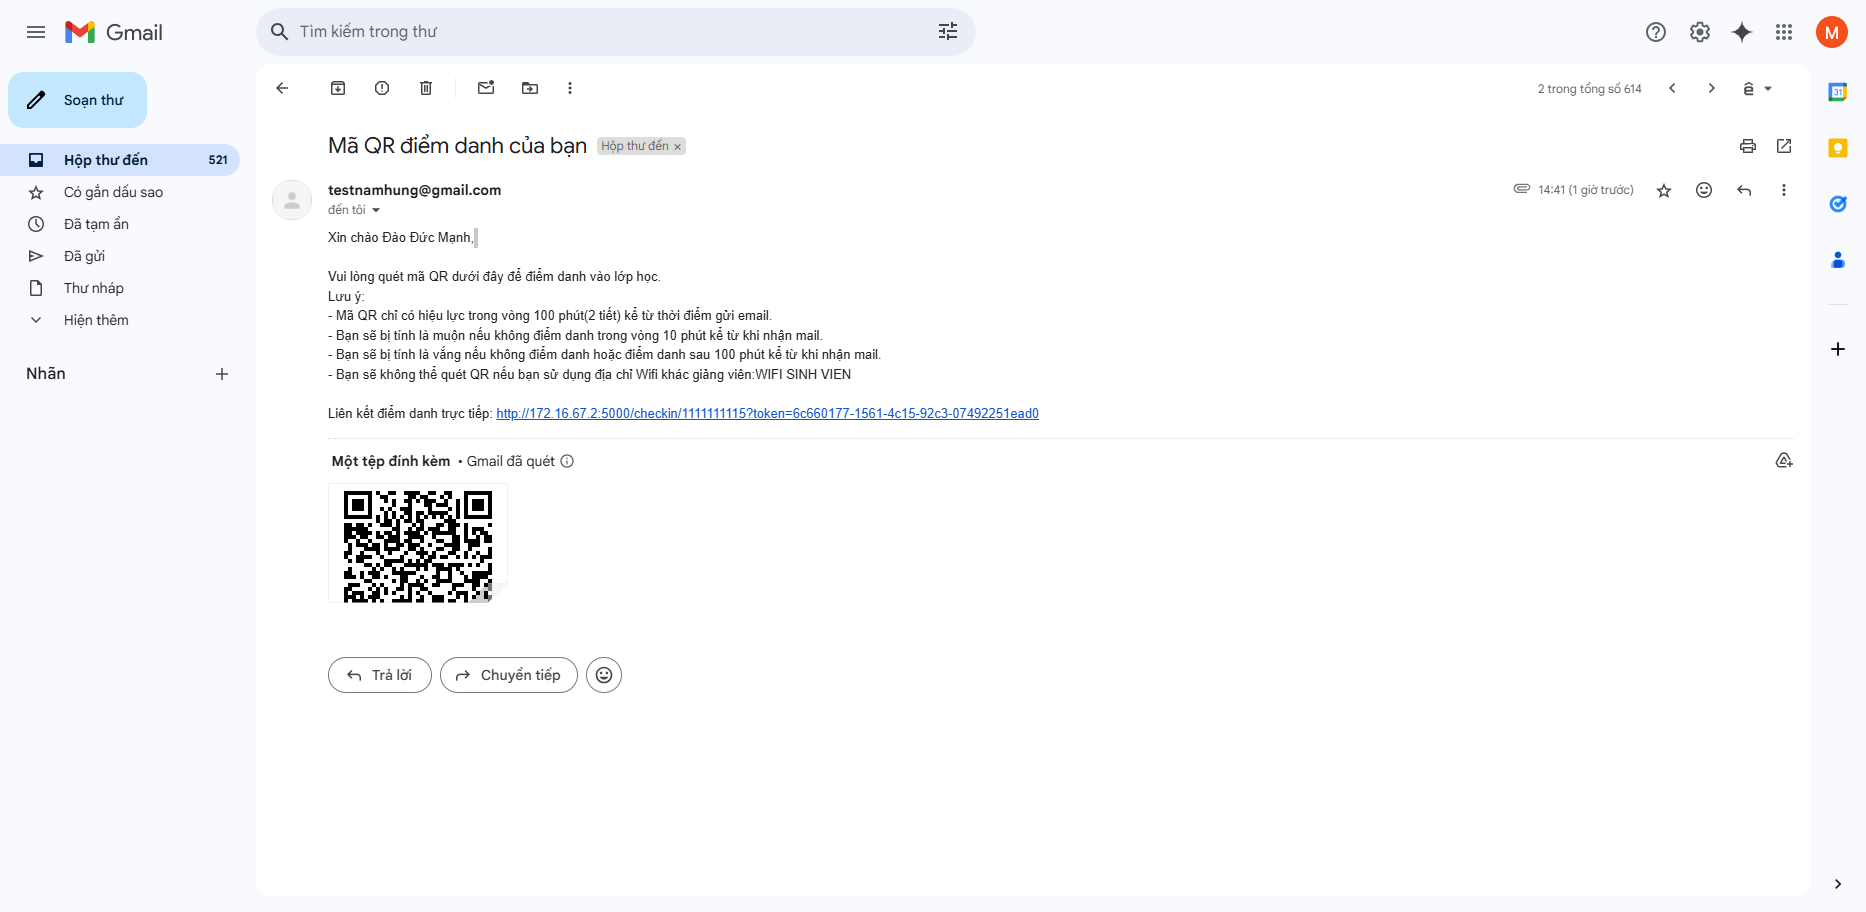 Gmail
Tìm kiếm trong thư
M
Soạn thư
2 trong tổng số 614
31
Mã QR điểm danh của bạn
Hộp thư đến ×
Hộp thư đến 521
Có gắn dấu sao
Đã tạm ẩn
Đã gửi
Thư nháp
Hiện thêm
Nhãn
testnamhung@gmail.com
14:41 (1 giờ trước)
đến tôi
Xin chào Đào Đức Mạnh,
Vui lòng quét mã QR dưới đây để điểm danh vào lớp học.
Lưu ý:
- Mã QR chỉ có hiệu lực trong vòng 100 phút(2 tiết) kể từ thời điểm gửi email.
- Bạn sẽ bị tính là muộn nếu không điểm danh trong vòng 10 phút kể từ khi nhận mail.
- Bạn sẽ bị tính là vắng nếu không điểm danh hoặc điểm danh sau 100 phút kể từ khi nhận mail.
- Bạn sẽ không thể quét QR nếu bạn sử dụng địa chỉ Wifi khác giảng viên:WIFI SINH VIEN
Liên kết điểm danh trực tiếp: http://172.16.67.2:5000/checkin/1111111115?token=6c660177-1561-4c15-92c3-07492251ead0
Một tệp đính kèm • Gmail đã quét
Trả lời
Chuyển tiếp